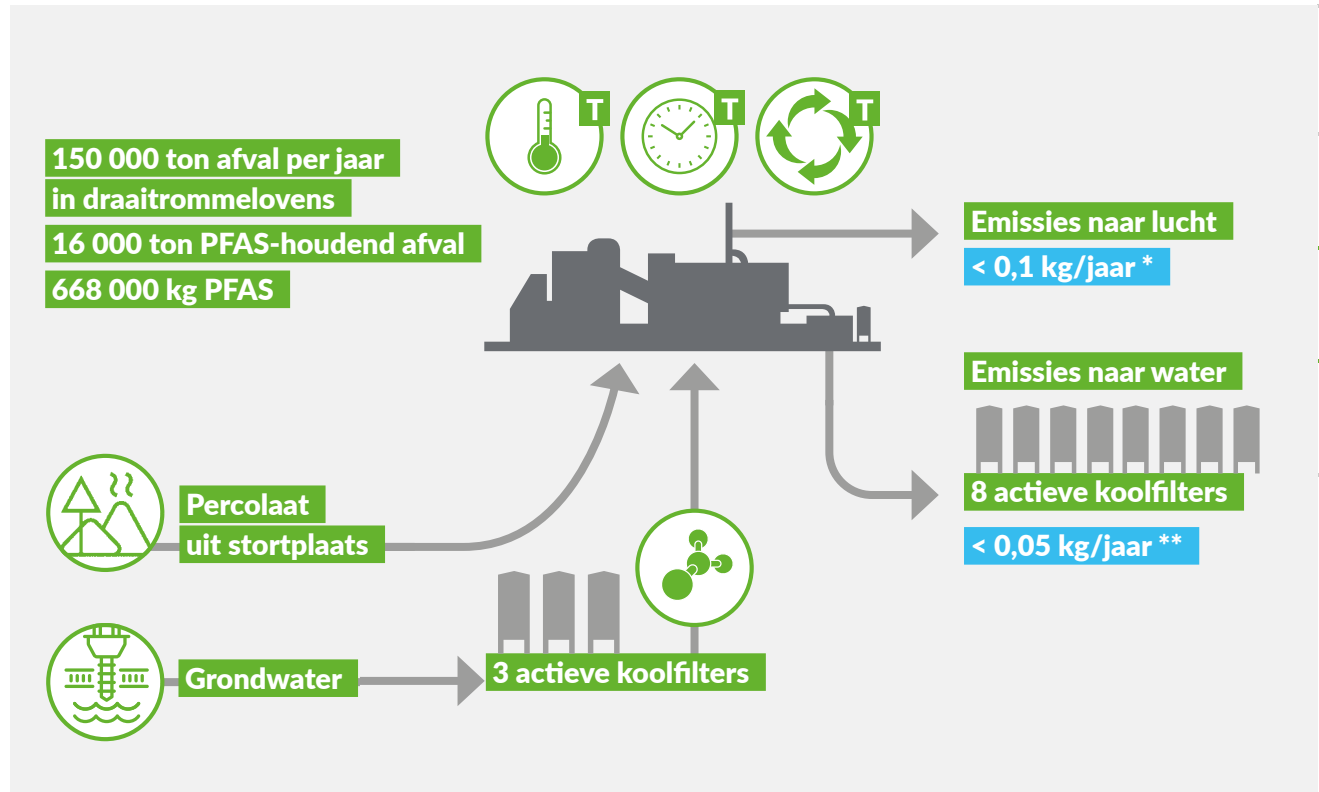 T
T
T
150 000 ton afval per jaar
in draaitrommelovens
16 000 ton PFAS-houdend afval
668 000 kg PFAS
Emissies naar lucht
< 0,1 kg/jaar *
Emissies naar water
8 actieve koolfilters
< 0,05 kg/jaar **
Percolaat
uit stortplaats
Grondwater
3 actieve koolfilters